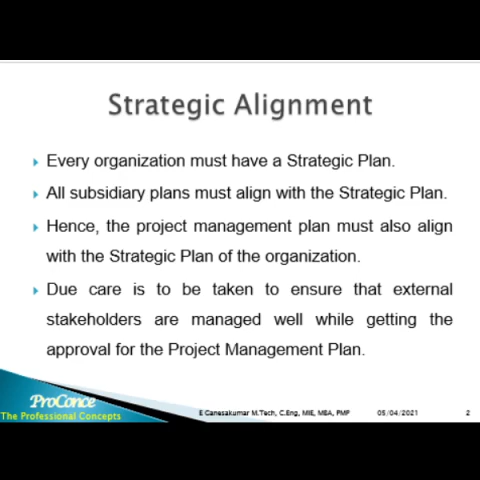 Strategic Alignment
Every organization must have a Strategic Plan.
All subsidiary plans must align with the Strategic Plan.
Hence, the project management plan must also align
with the Strategic Plan of the organization.
Due care is to be taken to ensure that external
stakeholders are managed well while getting the
approval for the Project Management Plan.
ProConce
The Professional Concepts
E Ganesakumar M.Tech, C.Eng, MIE, MBA, PMP 05/04/2021 2